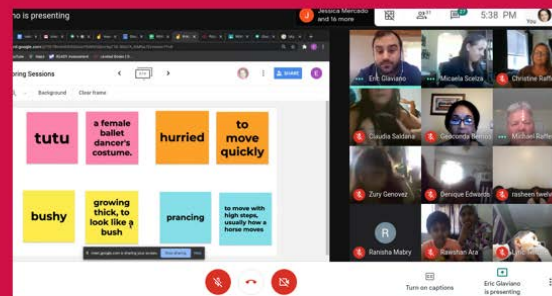 no is presenting
Jessica Mercado
and 16 more
5:38 PM
You
oring Sessions
SHARE
Background
Clear frame
tutu
a female
ballet
dancer's
costume.
hurried
to
move
quickly
bushy
growing
thick, to
look like a
bush
prancing
to move with
high steps,
usually how a
horse moves
Eric Glaviano
Micaela Scelza
Christine Raffe
Claudia Saldana
Geoconda
Michael Raffe
Zury Genovez
Denique Edwards
rasheen twelv
R
Ranisha Mabry
Rawshan Ara
Turn on captions
Eric Glaviano
is presenting